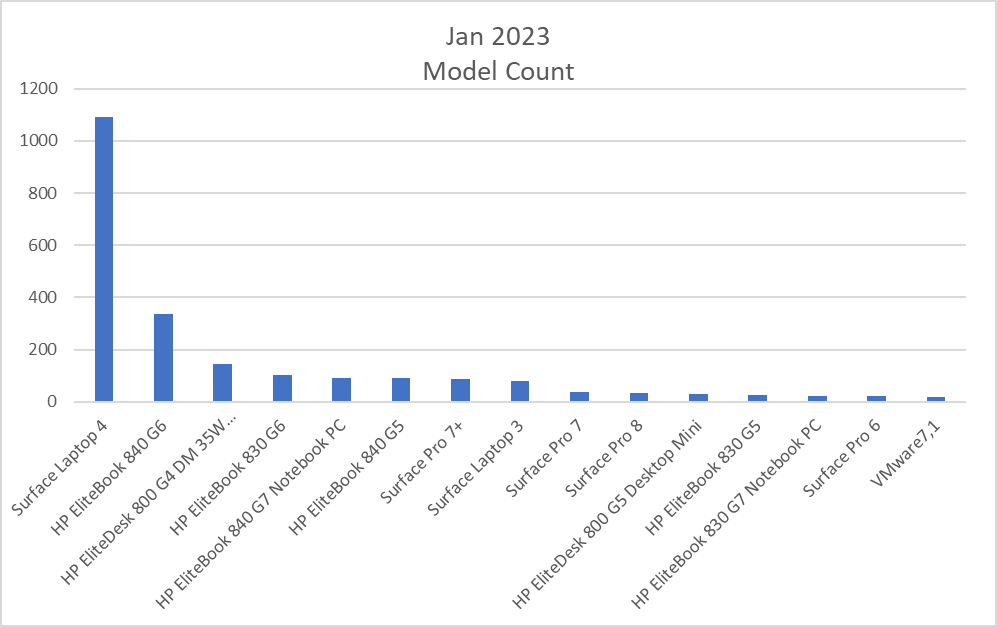 Jan 2023
Model Count
1200
1000
800
600
400
200
0
Surface Laptop 4
HP EliteBook 840 G6
HP EliteDesk 800 G4 DM 35W…
HP EliteBook 830 G6
HP EliteBook 840 G7 Notebook PC
HP EliteBook 840 G5
Surface Pro 7+
Surface Laptop 3
Surface Pro 7
Surface Pro 8
HP EliteDesk 800 G5 Desktop Mini
HP EliteBook 830 G5
HP EliteBook 830 G7 Notebook PC
Surface Pro 6
VMware7,1